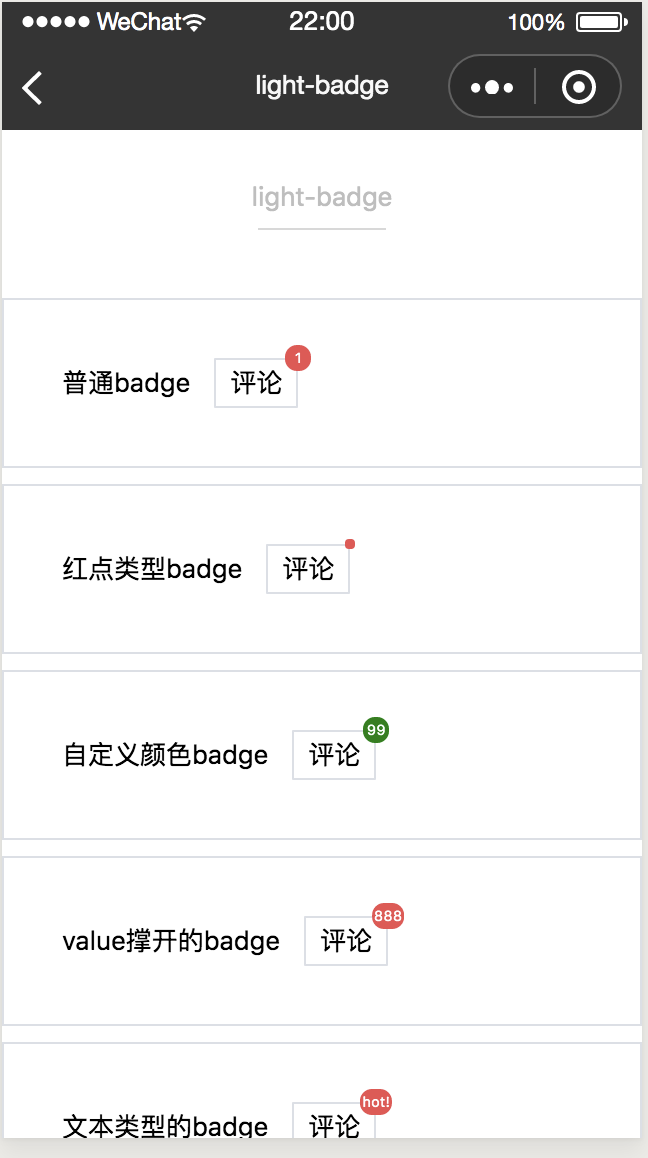 WeChat 22:00 100%
light-badge
light-badge
普通badge 评论 1
红点类型badge 评论
自定义颜色badge 评论 99
value撑开的badge 评论 888
文本类型的badge 评论 hot!